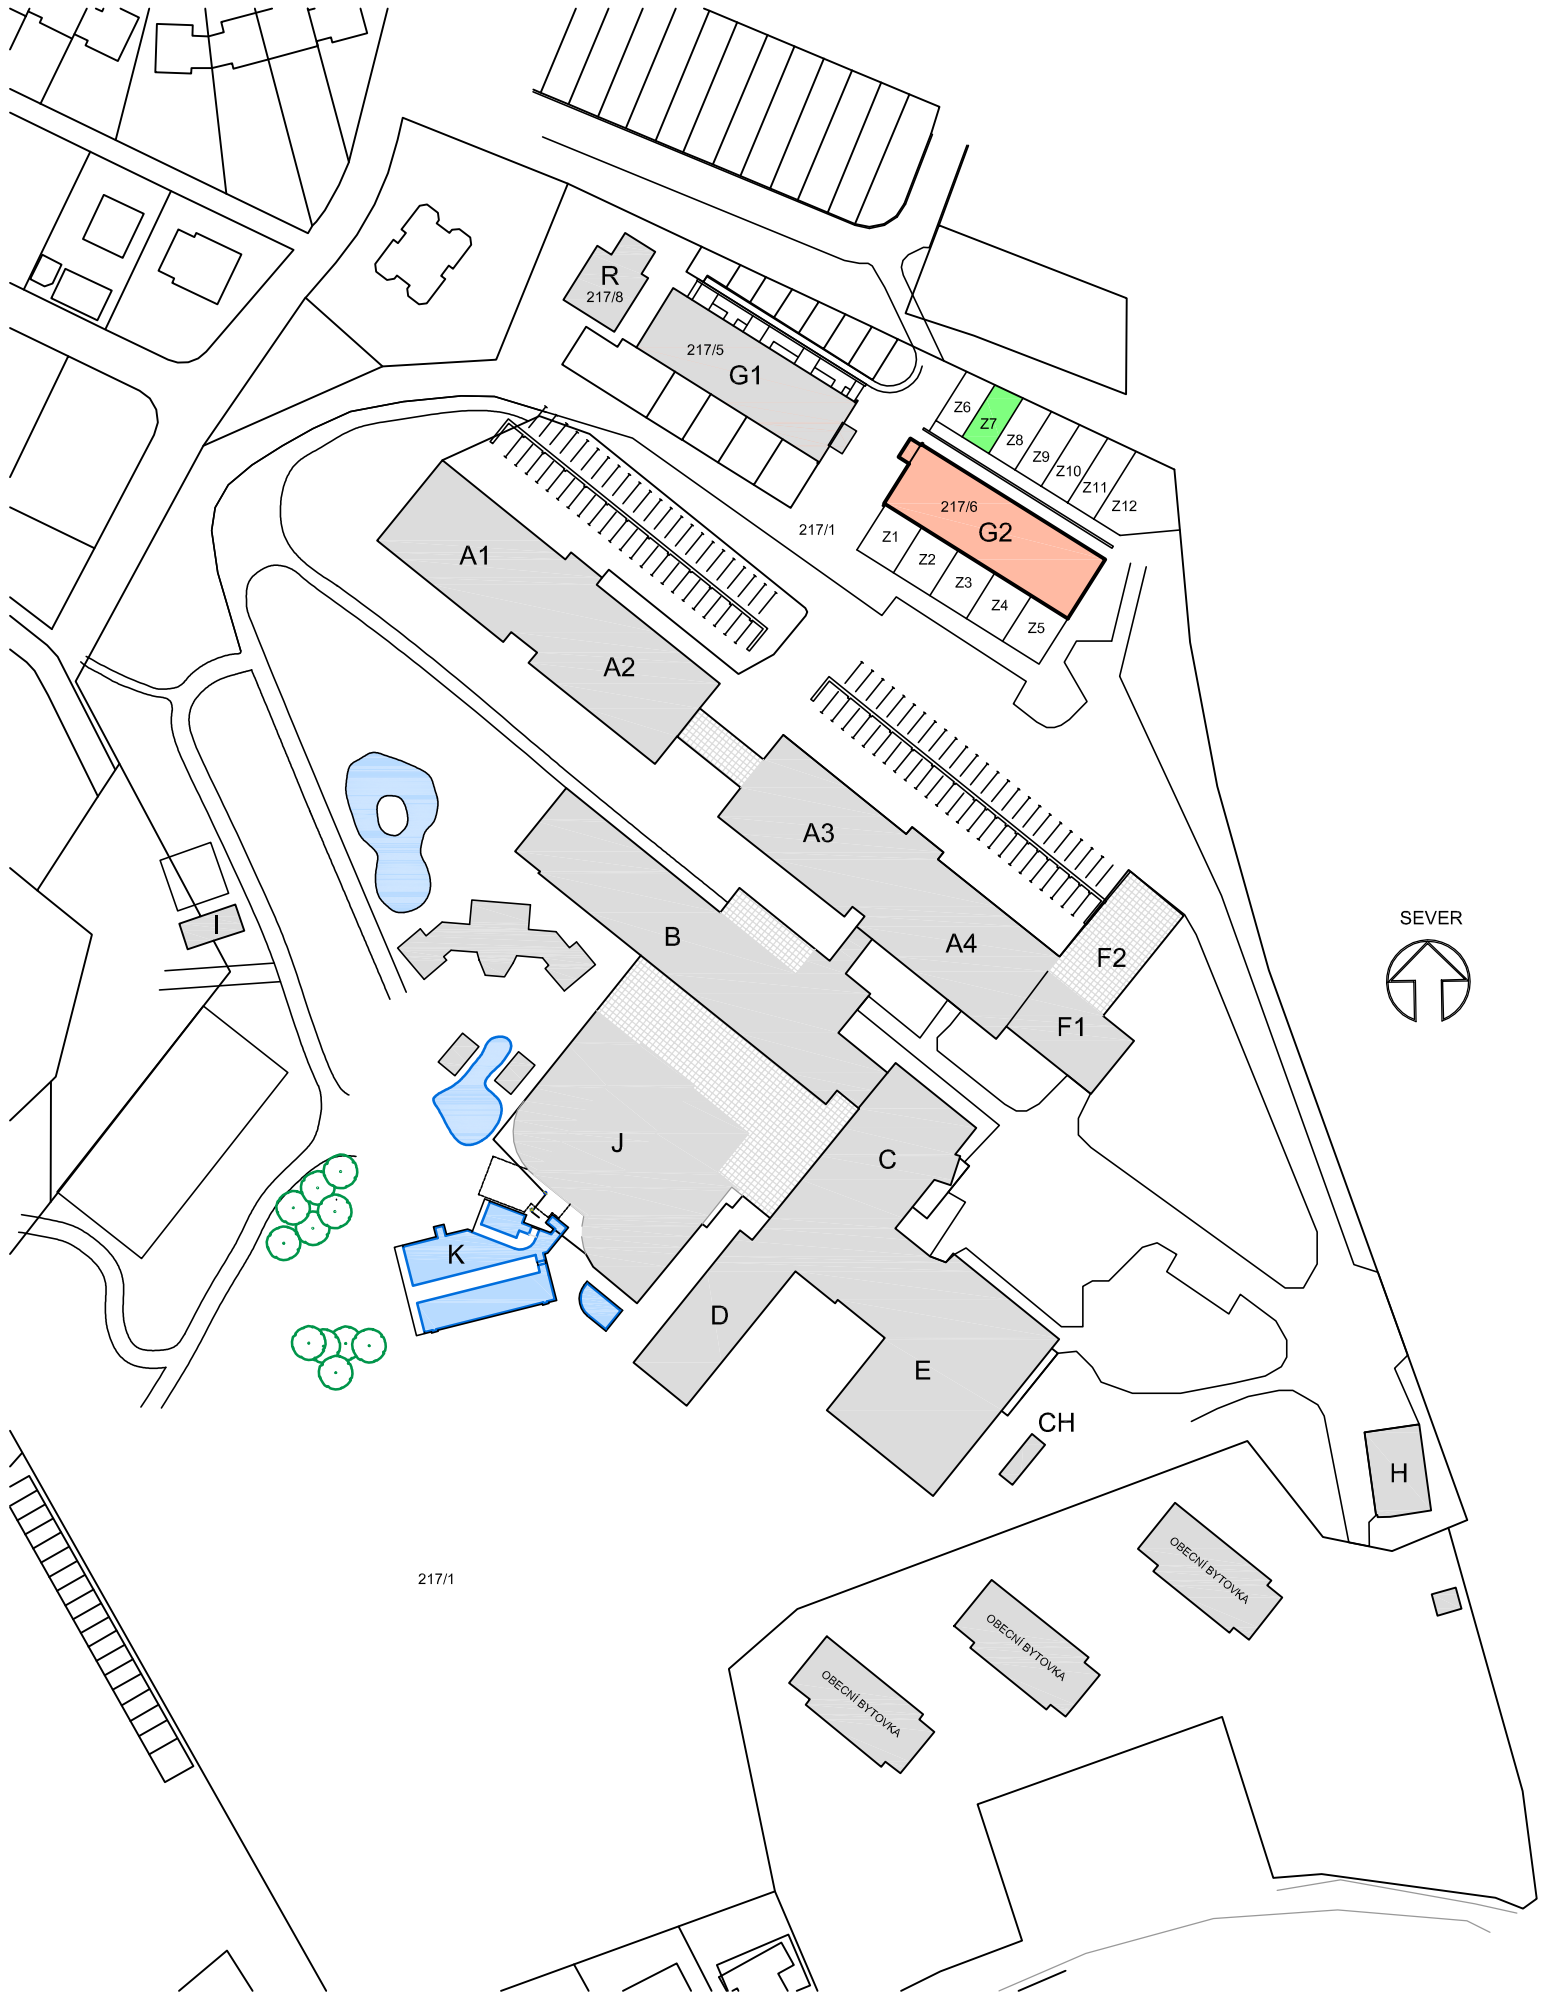 R
217/8
217/5
G1
Z6
Z7
Z8
Z9
Z10
Z11
Z12
217/6
G2
217/1
Z1
Z2
Z3
Z4
Z5
A1
A2
A3
A4
B
I
F2
F1
SEVER
J
C
K
D
E
CH
H
217/1
OBECNÍ BYTOVKA
OBECNÍ BYTOVKA
OBECNÍ BYTOVKA